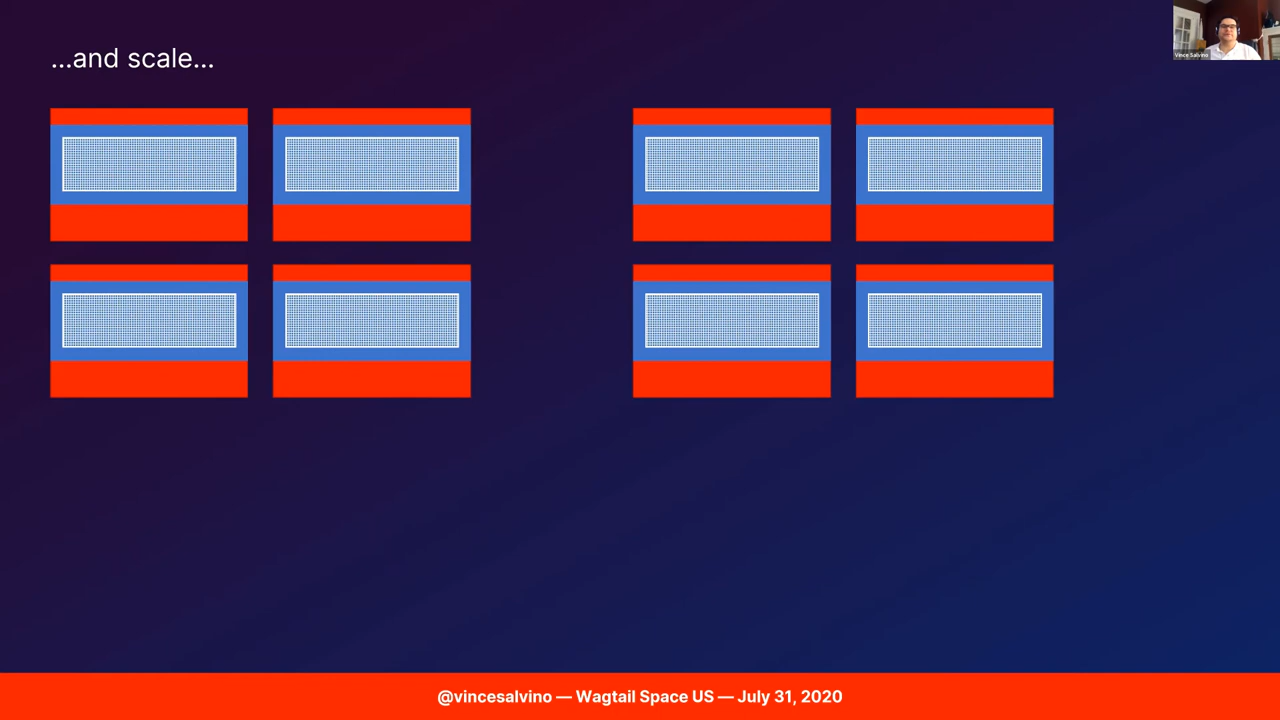 ...and scale...
Vince Salvino
@vincesalvino — Wagtail Space US — July 31, 2020